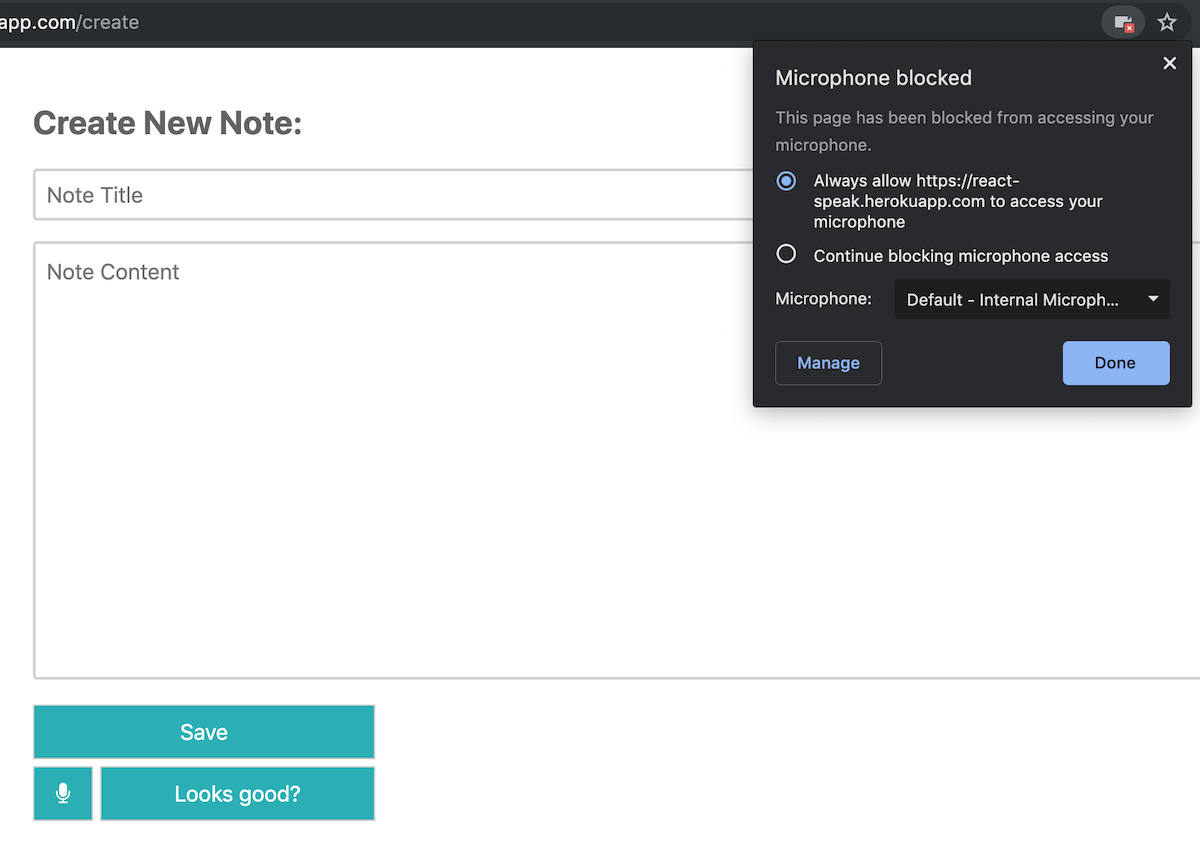 app.com/create
Microphone blocked
This page has been blocked from accessing your
microphone.
Always allow https://react-
speak.herokuapp.com to access your
microphone
Continue blocking microphone access
Microphone: Default - Internal Microph...
Manage Done
Create New Note:
Note Title
Note Content
Save
Looks good?